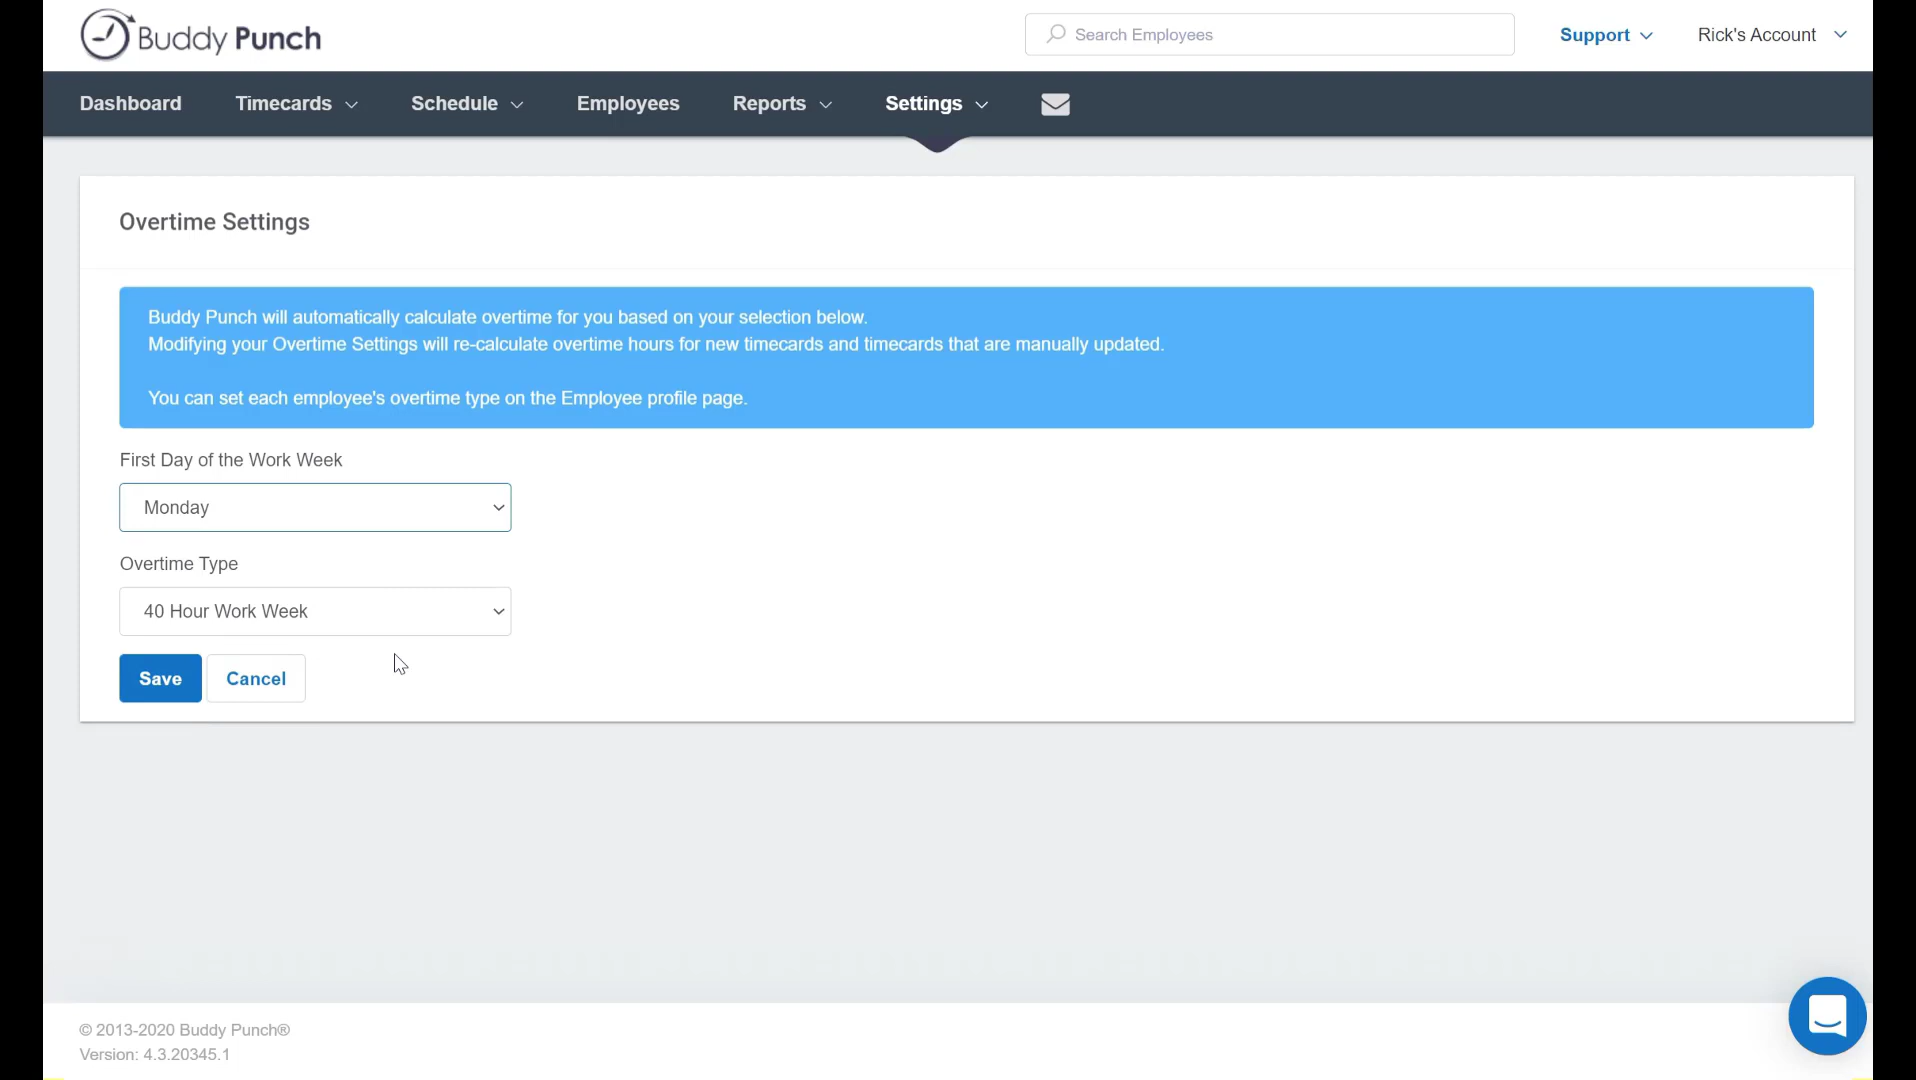 Buddy Punch
Search Employees
Support
Rick's Account
Dashboard
Timecards
Schedule
Employees
Reports
Settings
Overtime Settings
Buddy Punch will automatically calculate overtime for you based on your selection below.
Modifying your Overtime Settings will re-calculate overtime hours for new timecards and timecards that are manually updated.
You can set each employee's overtime type on the Employee profile page.
First Day of the Work Week
Monday
Overtime Type
40 Hour Work Week
Save
Cancel
© 2013-2020 Buddy Punch®
Version: 4.3.20345.1